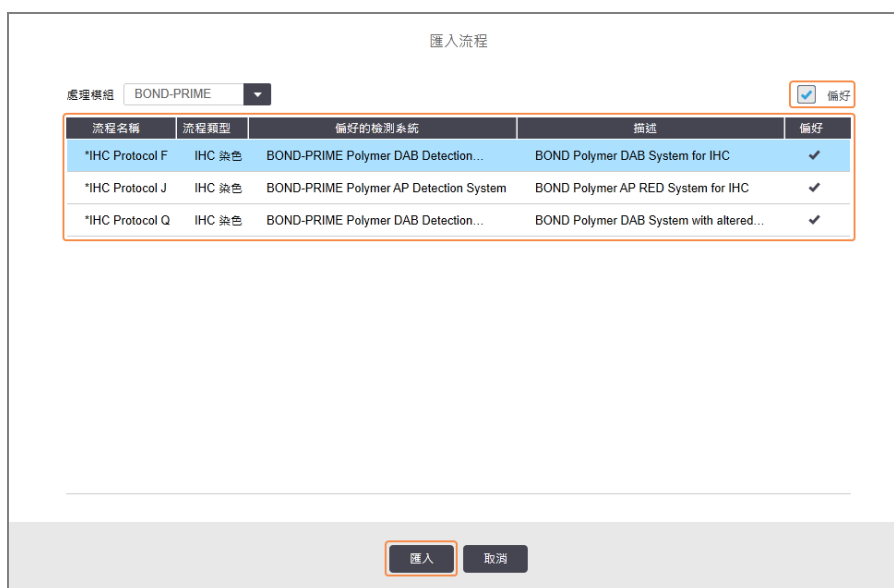 匯入流程
處理模組 BOND-PRIME 偏好
流程名稱 流程類型 偏好的檢測系統 描述 偏好
*IHC Protocol F IHC 染色 BOND-PRIME Polymer DAB Detection… BOND Polymer DAB System for IHC ✔
*IHC Protocol J IHC 染色 BOND-PRIME Polymer AP Detection System BOND Polymer AP RED System for IHC ✔
*IHC Protocol Q IHC 染色 BOND-PRIME Polymer DAB Detection… BOND Polymer DAB System with altered… ✔
匯入 取消